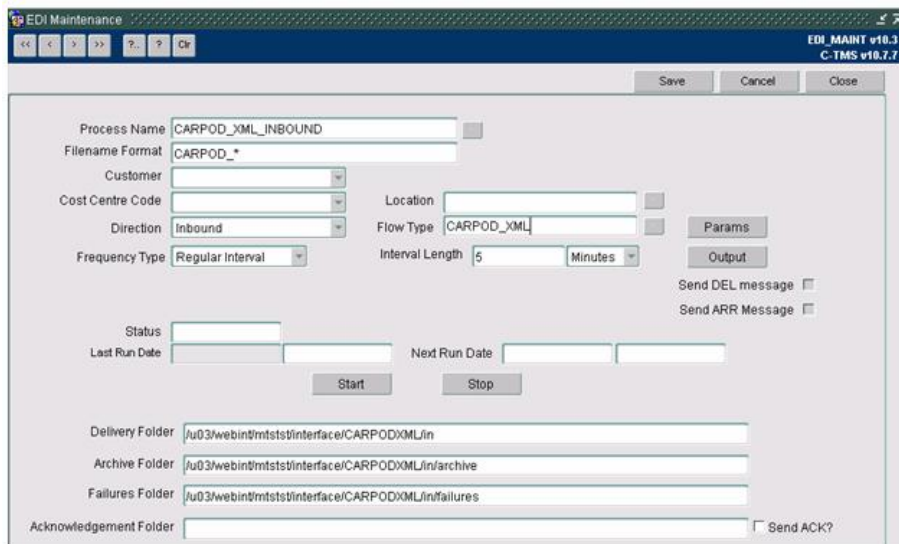 EDI Maintenance
<< < > >> ?.. ? Clr
EDI_MAINT v10.3
C-TMS v10.7.7
Save Cancel Close
Process Name CARPOD_XML_INBOUND
Filename Format CARPOD_*
Customer
Cost Centre Code Location
Direction Inbound Flow Type CARPOD_XML Params
Frequency Type Regular Interval Interval Length 5 Minutes Output
Send DEL message
Send ARR Message
Status
Last Run Date Next Run Date
Start Stop
Delivery Folder /u03/webint/mtstst/interface/CARPODXML/in
Archive Folder /u03/webint/mtstst/interface/CARPODXML/in/archive
Failures Folder /u03/webint/mtstst/interface/CARPODXML/in/failures
Acknowledgement Folder Send ACK?